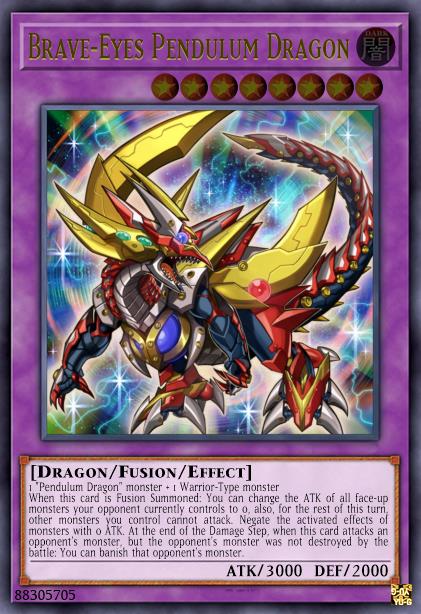 Brave-Eyes Pendulum Dragon
DARK
闇
[Dragon/Fusion/Effect]
1 "Pendulum Dragon" monster + 1 Warrior-Type monster
When this card is Fusion Summoned: You can change the ATK of all face-up
monsters your opponent currently controls to 0, also, for the rest of this turn,
other monsters you control cannot attack. Negate the activated effects of
monsters with 0 ATK. At the end of the Damage Step, when this card attacks an
opponent's monster, but the opponent's monster was not destroyed by the
battle: You can banish that opponent's monster.
ATK/3000 DEF/2000
88305705